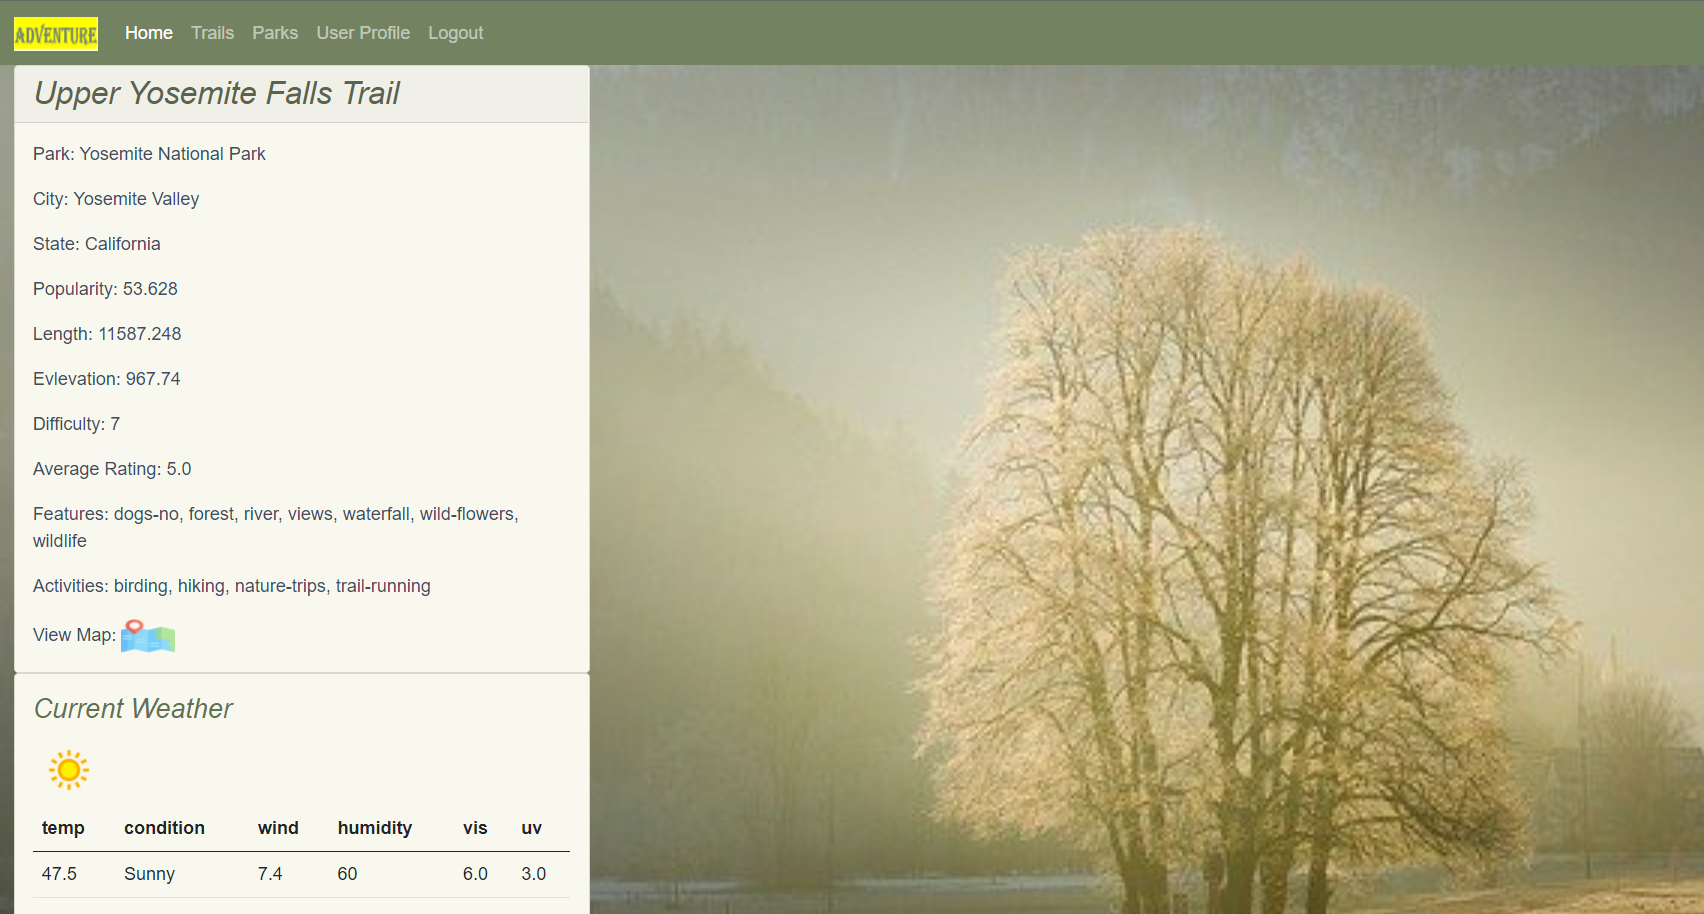 ADVENTURE Home Trails Parks User Profile Logout
Upper Yosemite Falls Trail
Park: Yosemite National Park
City: Yosemite Valley
State: California
Popularity: 53.628
Length: 11587.248
Evlevation: 967.74
Difficulty: 7
Average Rating: 5.0
Features: dogs-no, forest, river, views, waterfall, wild-flowers,
wildlife
Activities: birding, hiking, nature-trips, trail-running
View Map:
Current Weather
temp condition wind humidity vis uv
47.5 Sunny 7.4 60 6.0 3.0